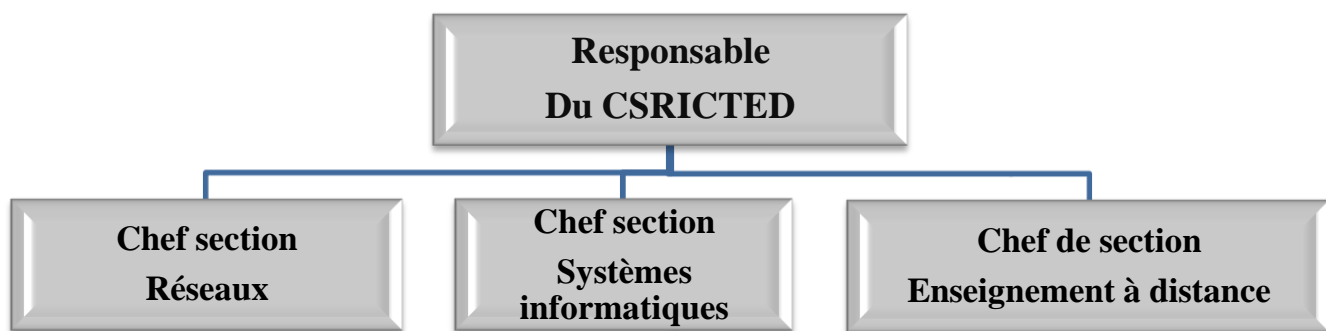 Responsable
Du CSRICTED
Chef section
Réseaux
Chef section
Systèmes
informatiques
Chef de section
Enseignement à distance